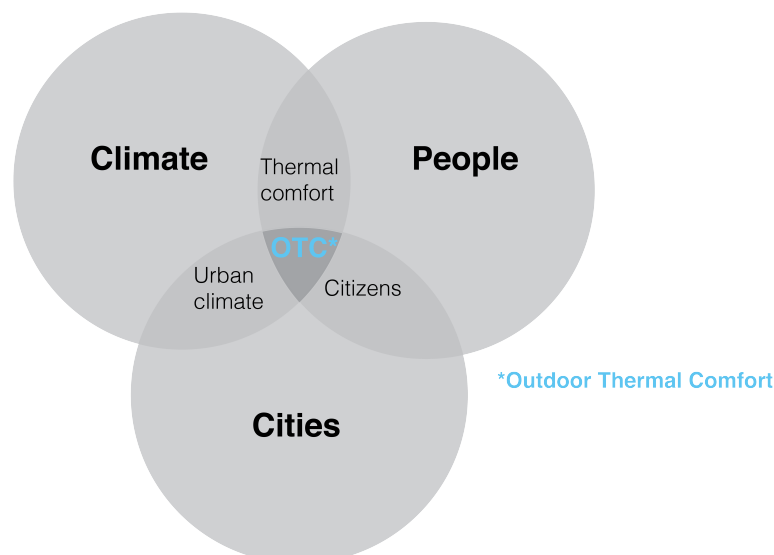 Climate
People
Thermal
comfort
OTC*
Urban
climate
Citizens
*Outdoor Thermal Comfort
Cities